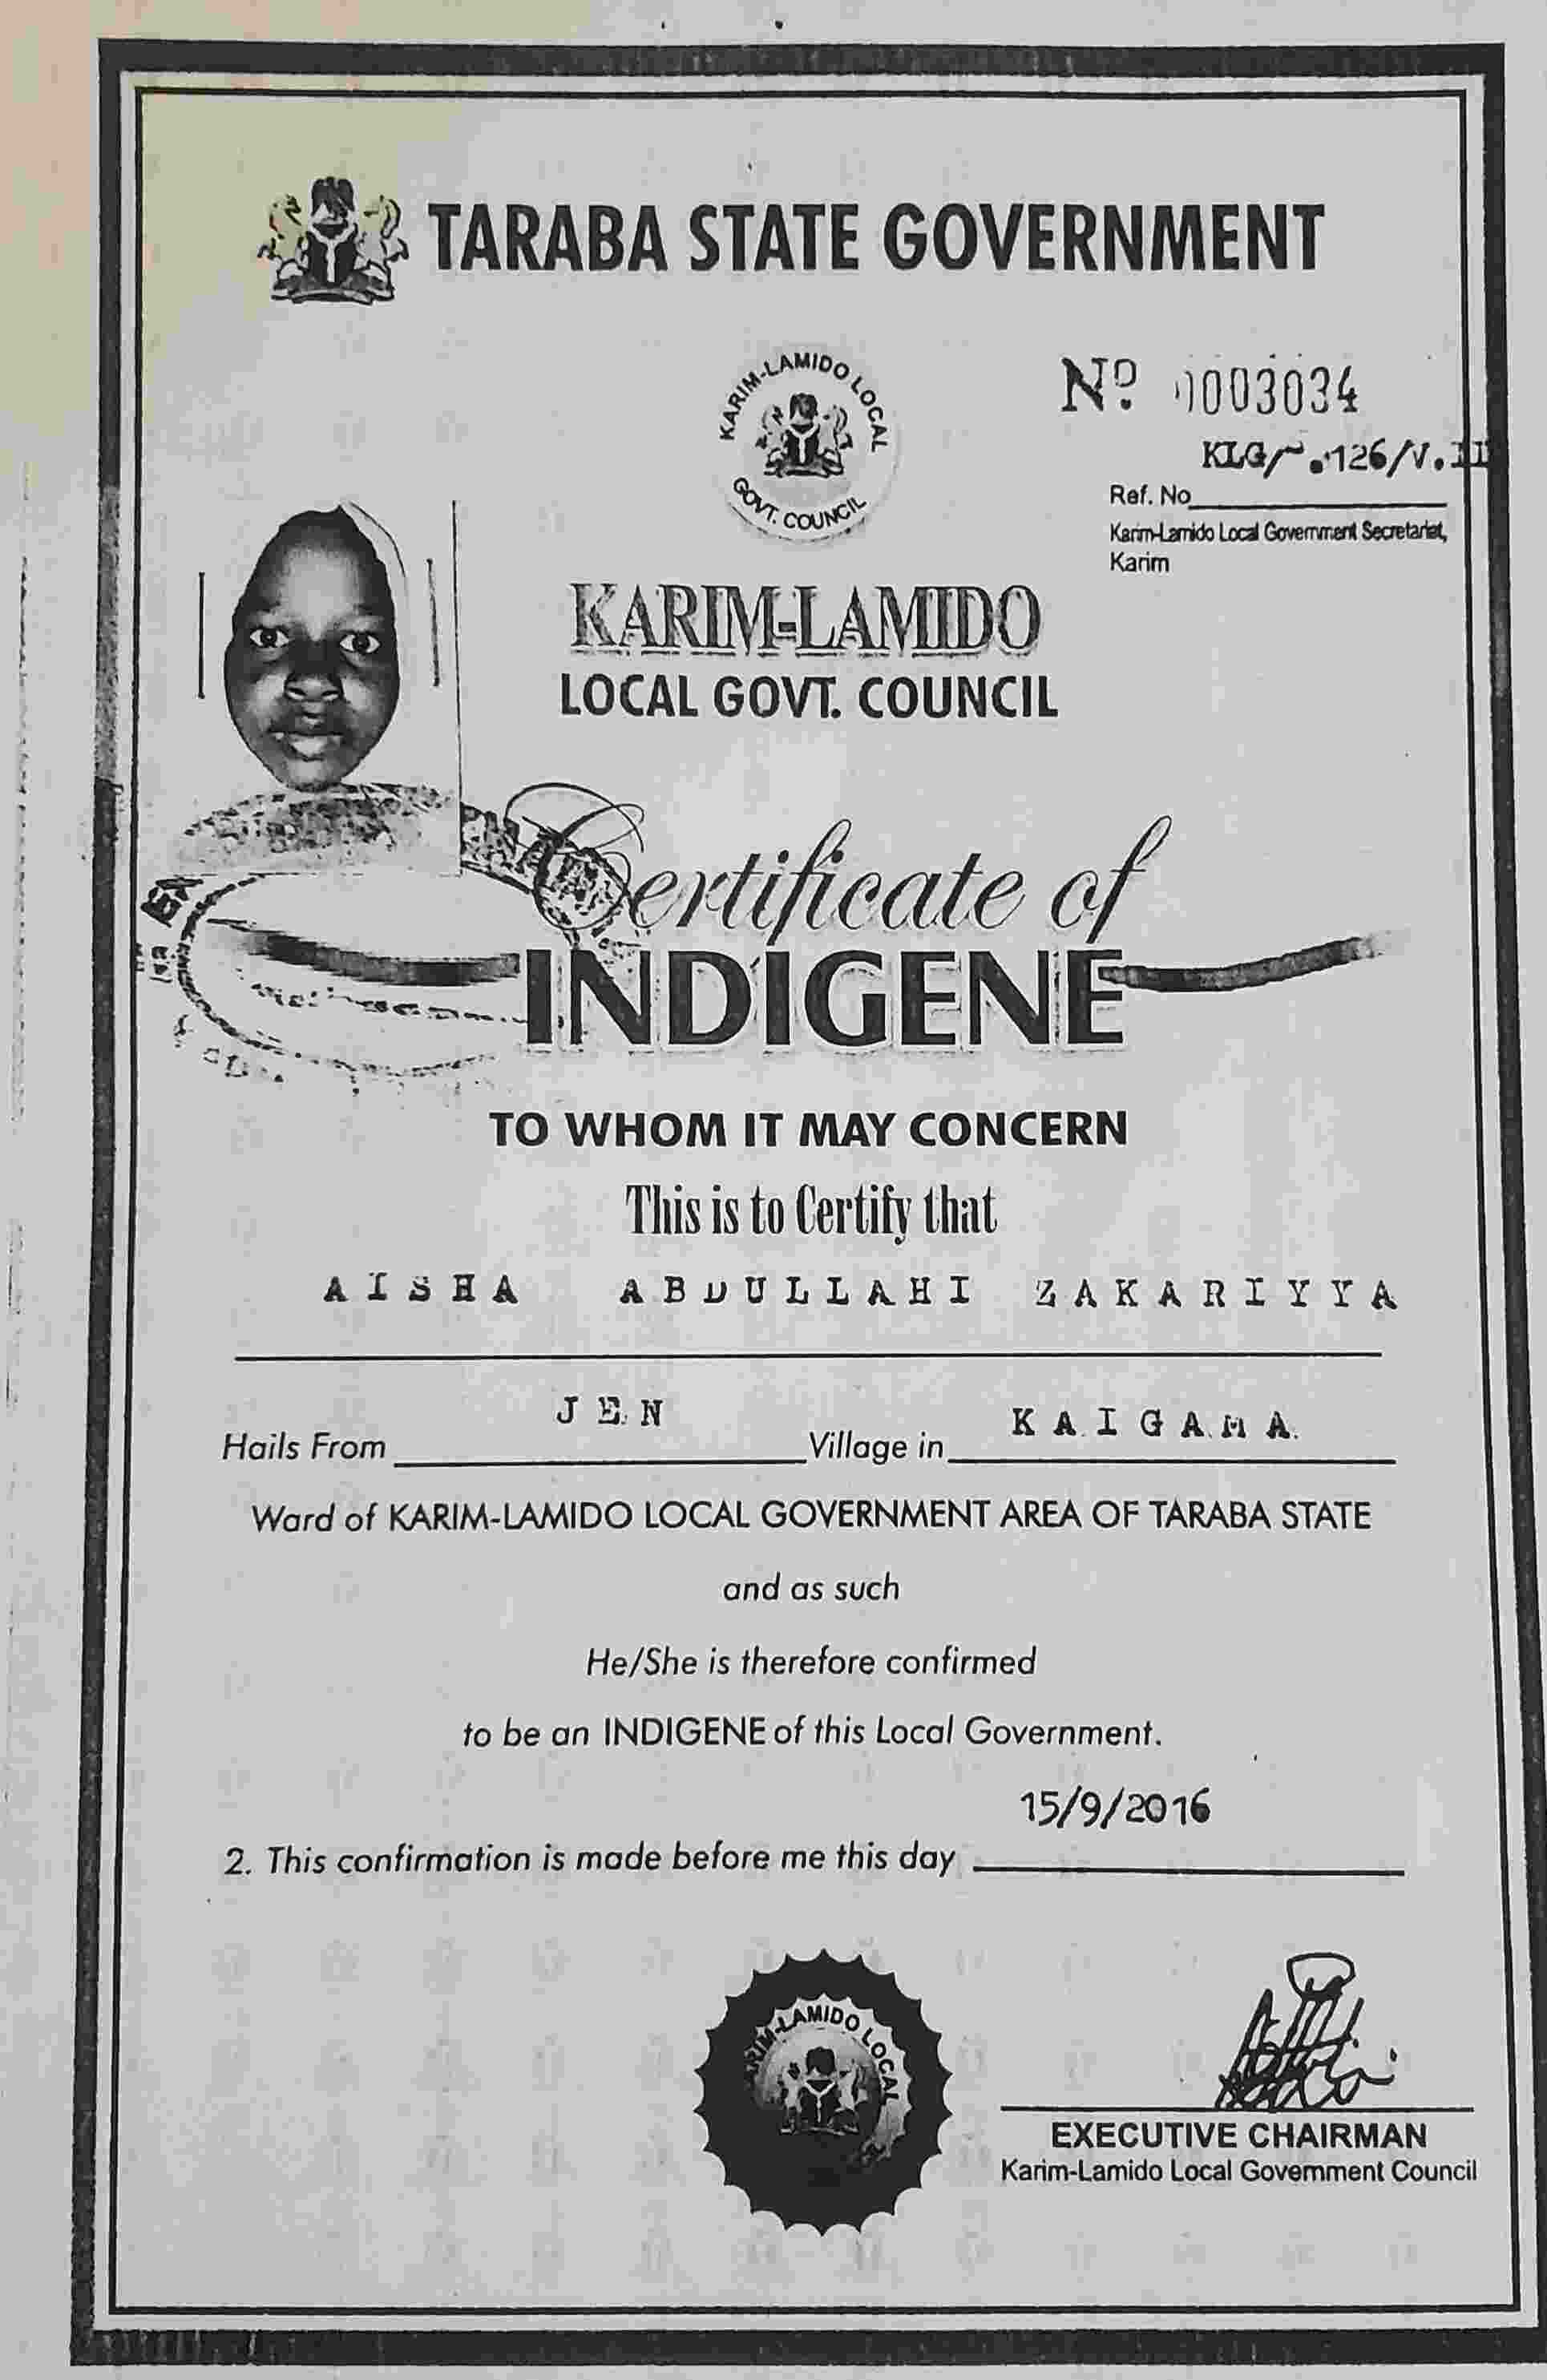 TARABA STATE GOVERNMENT
KARIM-LAMIDO LOCAL
GOVT. COUNCIL
Nº 0003034
KLG/ 126/V.II
Ref. No
Karim-Lamido Local Government Secretariat,
Karim
KARIM-LAMIDO
LOCAL GOVT. COUNCIL
Certificate of
INDIGENE
TO WHOM IT MAY CONCERN
This is to Certify that
AISHA ABDULLAHI ZAKARIYYA
JEN KAIGAMA.
Hails From Village in
Ward of KARIM-LAMIDO LOCAL GOVERNMENT AREA OF TARABA STATE
and as such
He/She is therefore confirmed
to be an INDIGENE of this Local Government.
15/9/2016
2. This confirmation is made before me this day
LAMIDO LOCAL
EXECUTIVE CHAIRMAN
Karim-Lamido Local Government Council